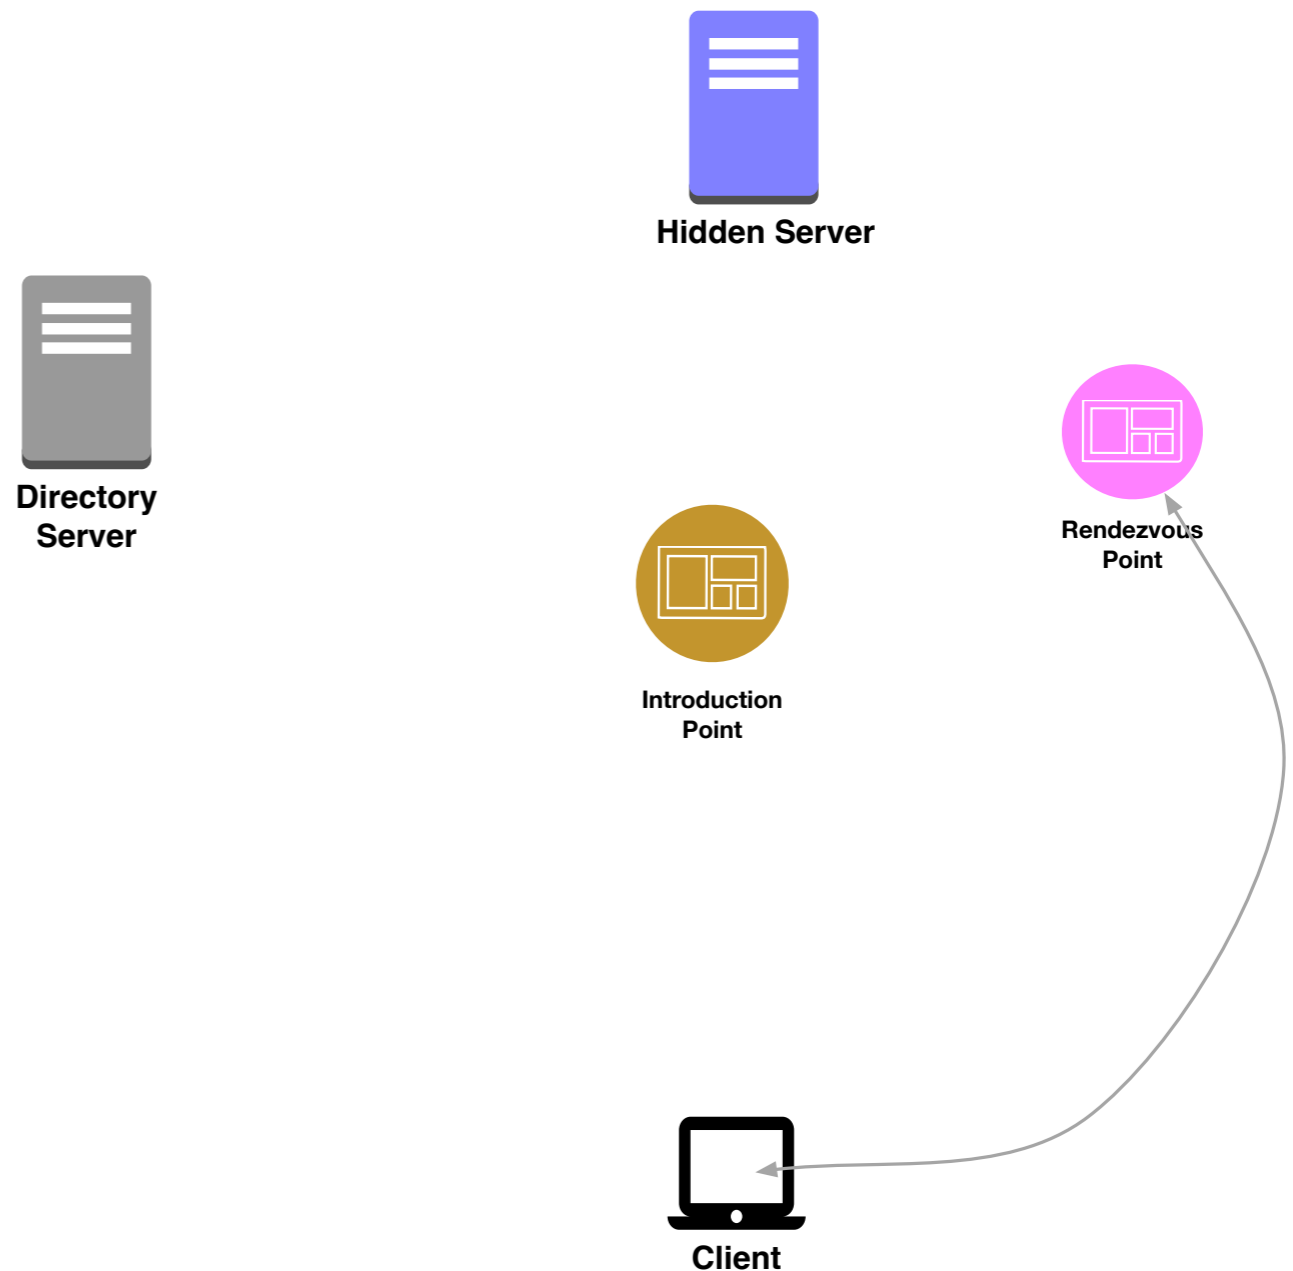 Hidden Server
Directory
Server
Rendezvous
Point
Introduction
Point
Client